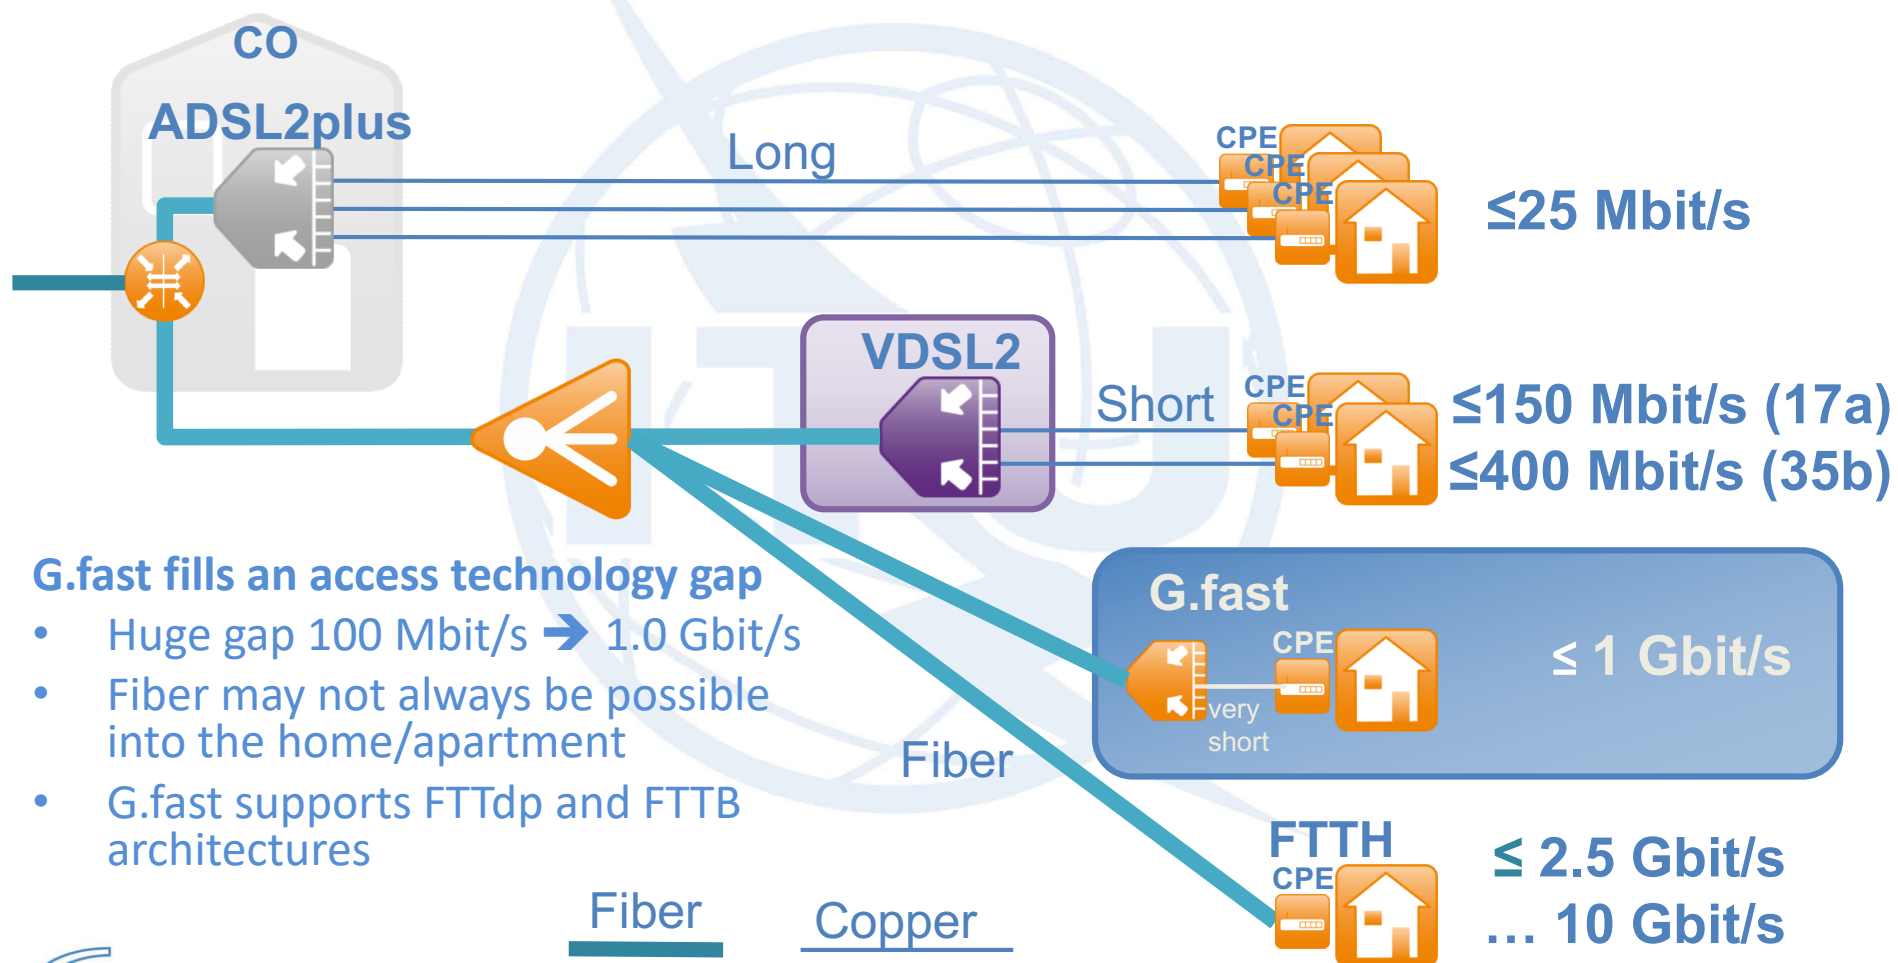 CO
ADSL2plus
Long
CPE
CPE
CPE
≤25 Mbit/s
VDSL2
Short
CPE
CPE
≤150 Mbit/s (17a)
≤400 Mbit/s (35b)
G.fast fills an access technology gap
• Huge gap 100 Mbit/s ➔ 1.0 Gbit/s
• Fiber may not always be possible
into the home/apartment
• G.fast supports FTTdp and FTTB
architectures
G.fast
CPE
very
short
≤ 1 Gbit/s
Fiber
FTTH
CPE
≤ 2.5 Gbit/s
… 10 Gbit/s
Fiber
Copper
ITU